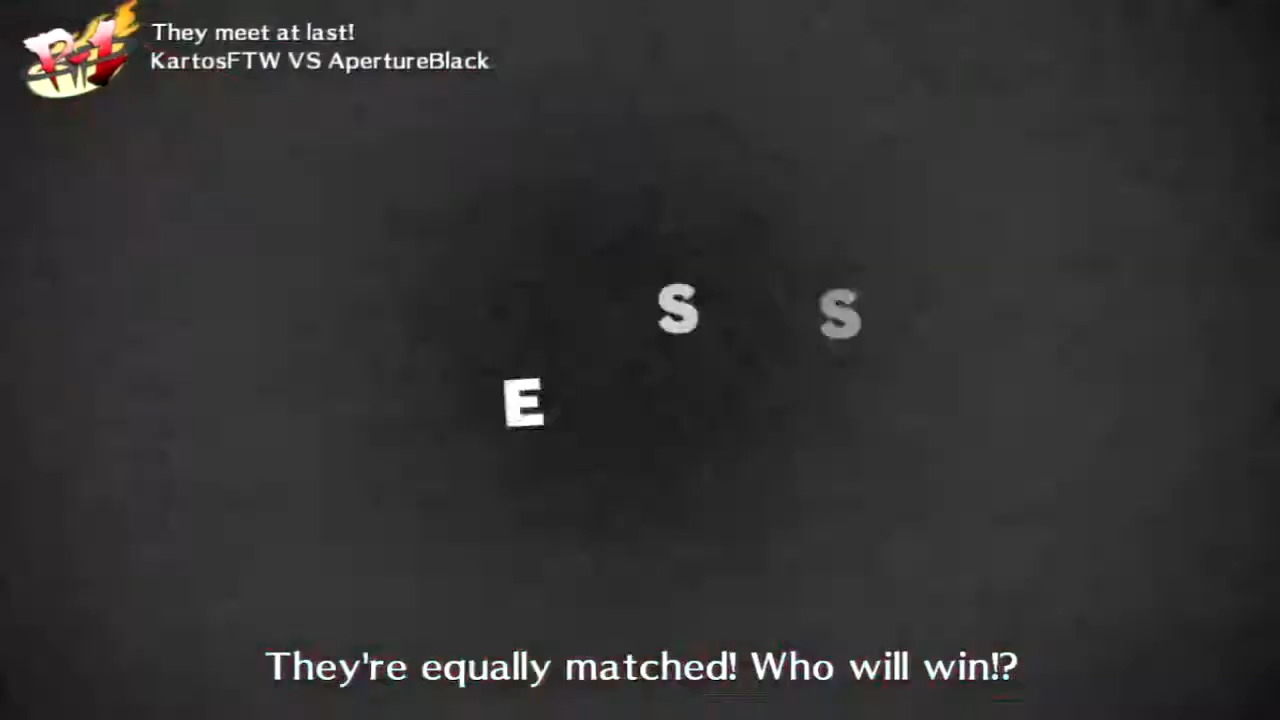 They meet at last!
KartosFTW VS ApertureBlack
S S
E
They're equally matched! Who will win!?